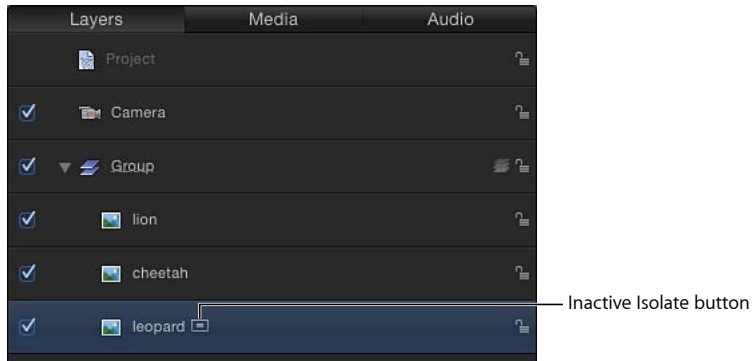 Layers Media Audio
Project
Camera
Group
lion
cheetah
leopard
Inactive Isolate button